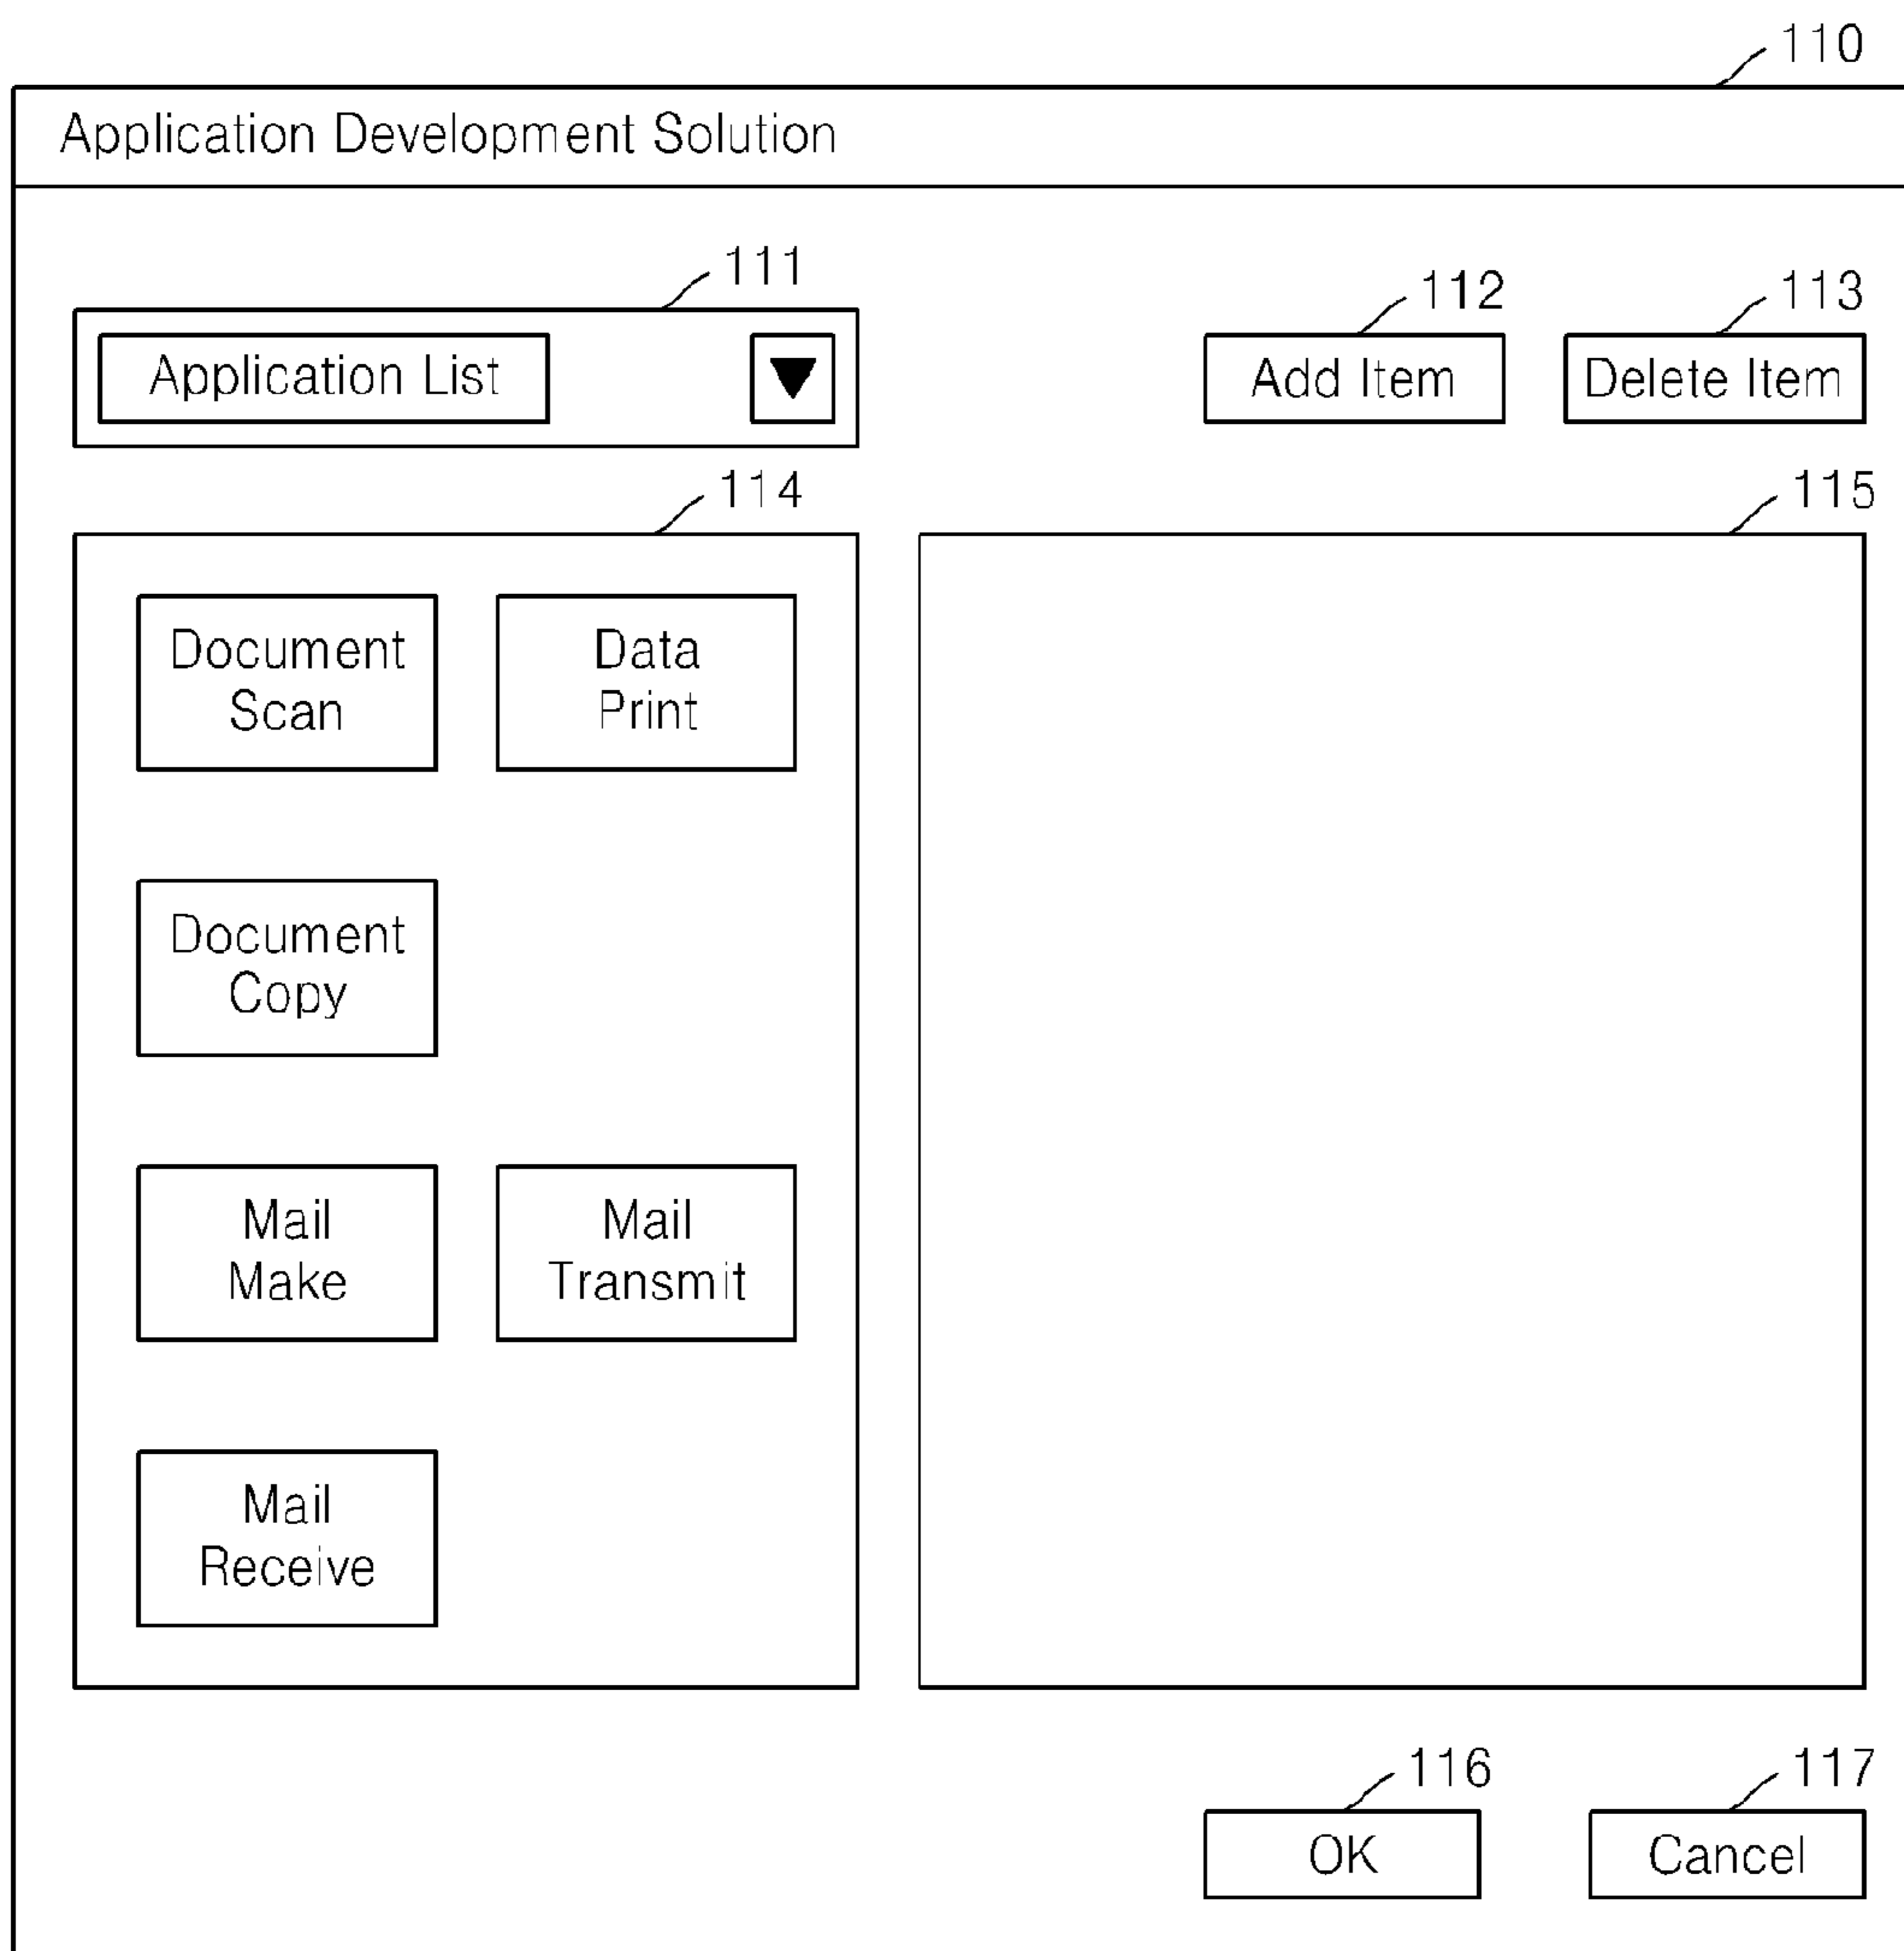 110
Application Development Solution
111
112
113
Application List
Add Item
Delete Item
114
115
Document
Scan
Data
Print
Document
Copy
Mail
Make
Mail
Transmit
Mail
Receive
116
117
OK
Cancel